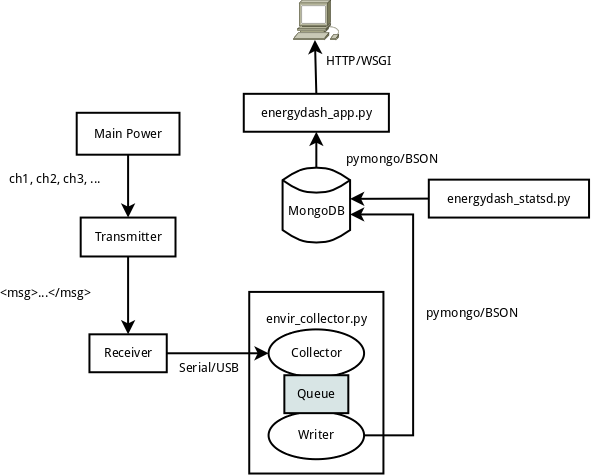 HTTP/WSGI
energydash_app.py
Main Power
pymongo/BSON
ch1, ch2, ch3, ...
energydash_statsd.py
MongoDB
Transmitter
<msg>...</msg>
pymongo/BSON
envir_collector.py
Receiver
Collector
Serial/USB
Queue
Writer